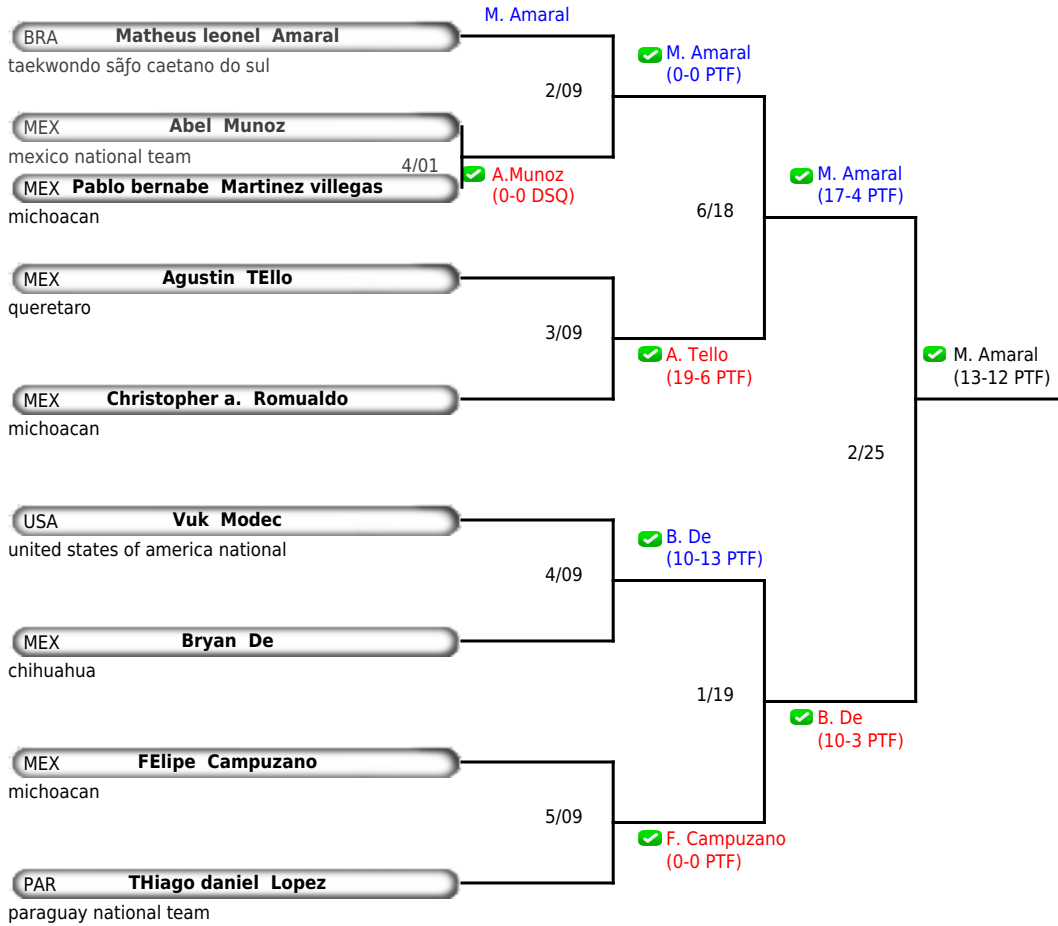 M. Amaral
BRA Matheus leonel Amaral
taekwondo sãƒo caetano do sul
M. Amaral
(0-0 PTF)
2/09
MEX Abel Munoz
mexico national team
4/01
A.Munoz
(0-0 DSQ)
MEX Pablo bernabe Martinez villegas
michoacan
M. Amaral
(17-4 PTF)
6/18
MEX Agustin TEllo
queretaro
3/09
A. Tello
(19-6 PTF)
M. Amaral
(13-12 PTF)
MEX Christopher a. Romualdo
michoacan
2/25
USA Vuk Modec
united states of america national
B. De
(10-13 PTF)
4/09
MEX Bryan De
chihuahua
1/19
B. De
(10-3 PTF)
MEX FElipe Campuzano
michoacan
5/09
F. Campuzano
(0-0 PTF)
PAR THiago daniel Lopez
paraguay national team